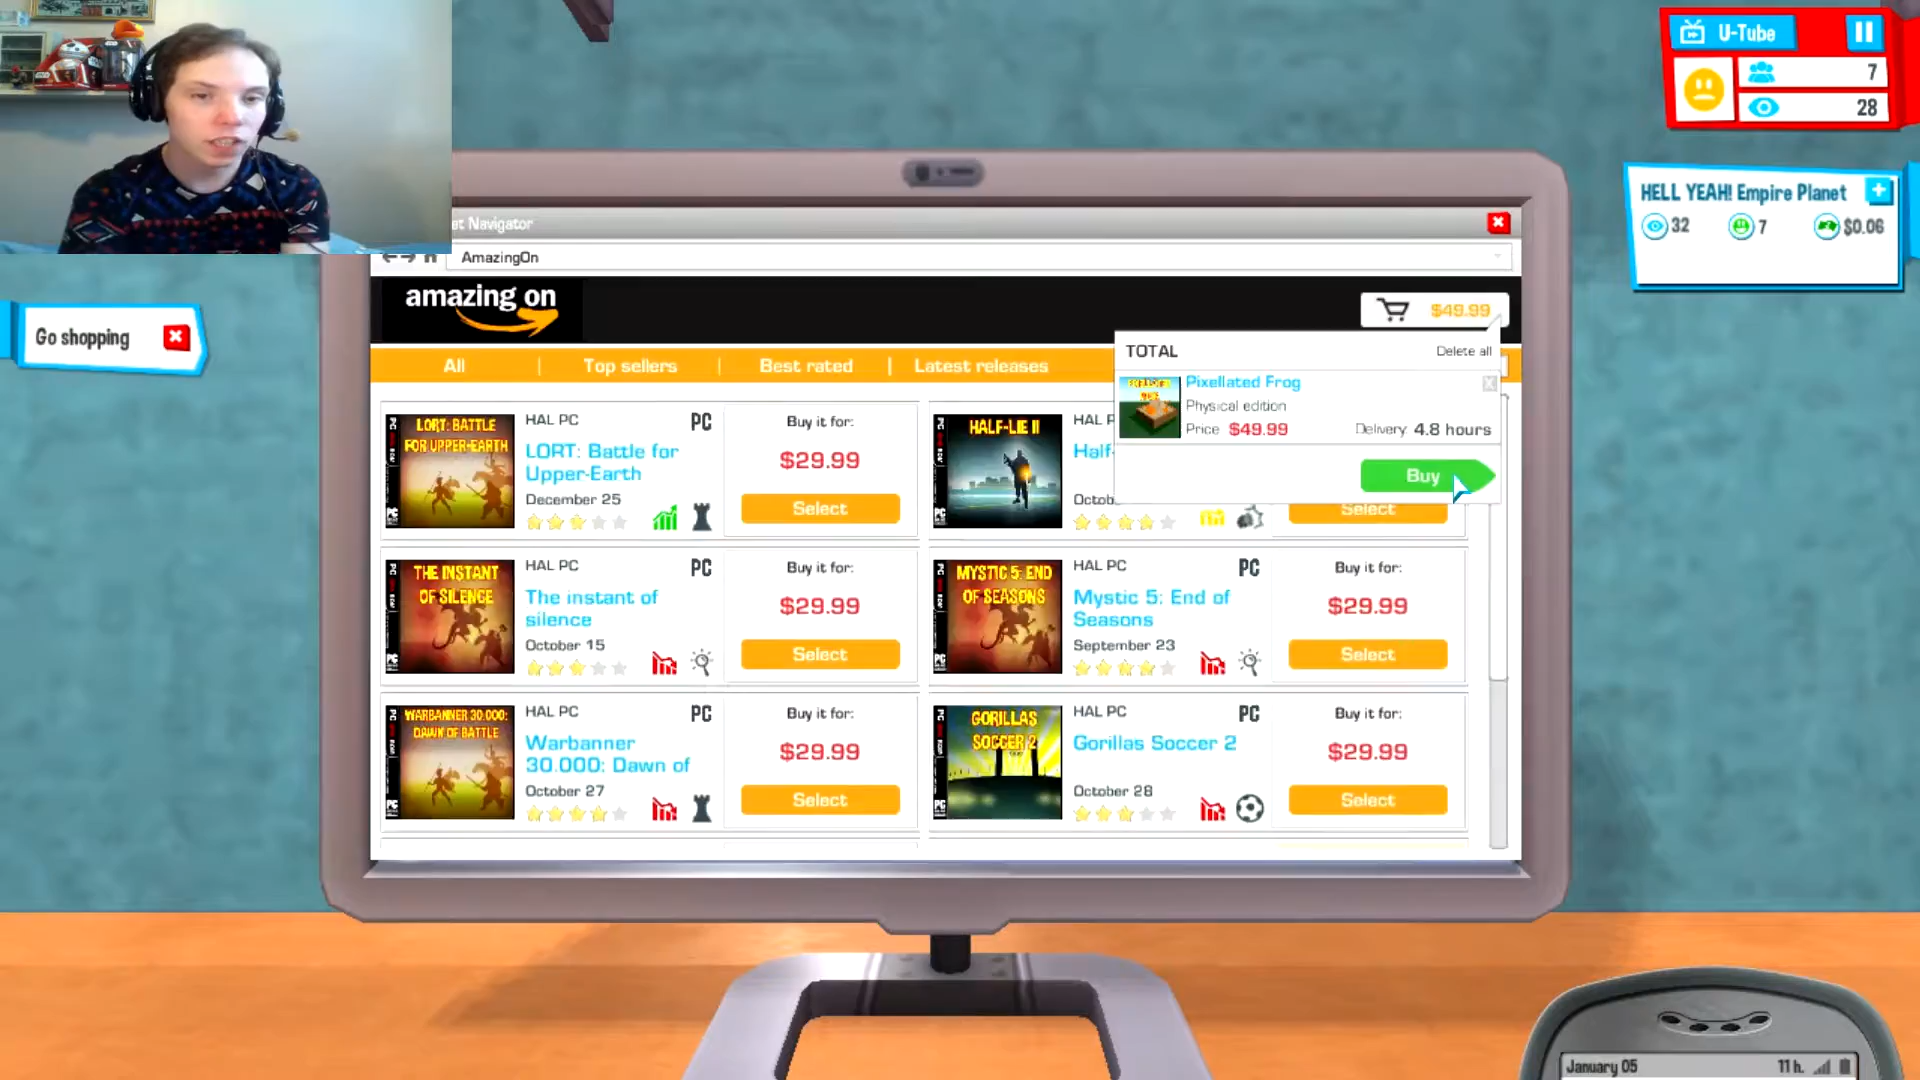 U-Tube
7
28
HELL YEAH! Empire Planet
32 7 $0.06
Go shopping
et Navigator
AmazingOn
amazing on
$49.99
All Top sellers Best rated Latest releases
TOTAL Delete all
Pixellated Frog
Physical edition
Price $49.99 Delivery: 4.8 hours
Buy
LORT: BATTLE
FOR UPPER-EARTH
HAL PC PC
LORT: Battle for
Upper-Earth
December 25
Buy it for:
$29.99
Select
HALF-LIE II
HAL P
Half-
Octob
Select
THE INSTANT
OF SILENCE
HAL PC PC
The instant of
silence
October 15
Buy it for:
$29.99
Select
MYSTIC 5: END
OF SEASONS
HAL PC PC
Mystic 5: End of
Seasons
September 23
Buy it for:
$29.99
Select
WARBANNER 30.000:
DAWN OF BATTLE
HAL PC PC
Warbanner
30.000: Dawn of
October 27
Buy it for:
$29.99
Select
GORILLAS
SOCCER 2
HAL PC PC
Gorillas Soccer 2
October 28
Buy it for:
$29.99
Select
January 05 11 h.